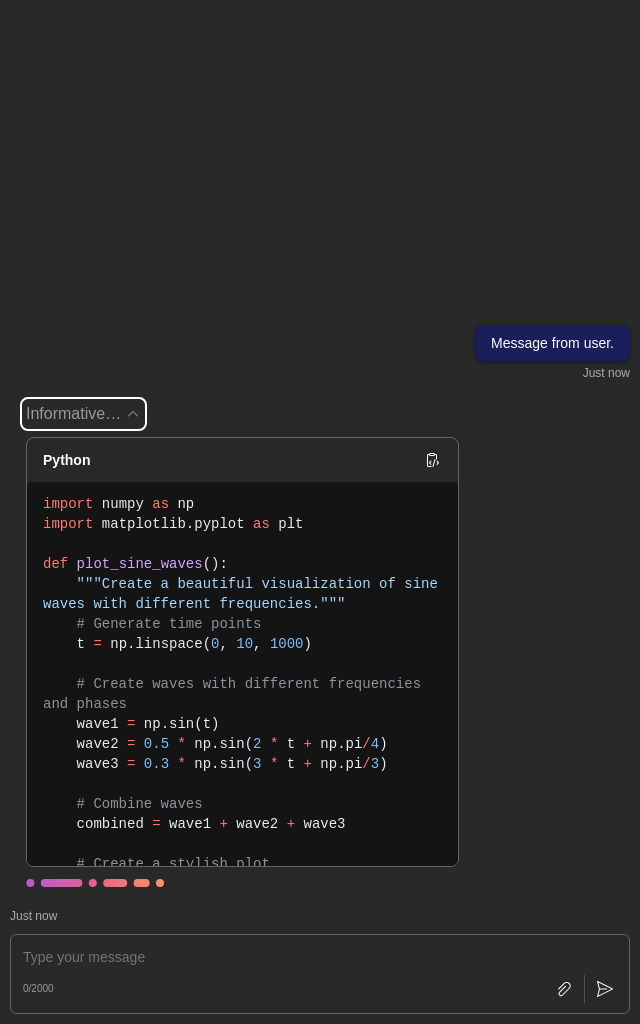 Message from user.
Just now
Informative…
Python
import numpy as np
import matplotlib.pyplot as plt
def plot_sine_waves():
"""Create a beautiful visualization of sine
waves with different frequencies."""
# Generate time points
t = np.linspace(0, 10, 1000)
# Create waves with different frequencies
and phases
wave1 = np.sin(t)
wave2 = 0.5 * np.sin(2 * t + np.pi/4)
wave3 = 0.3 * np.sin(3 * t + np.pi/3)
# Combine waves
combined = wave1 + wave2 + wave3
# Create a stylish plot
Just now
Type your message
0/2000